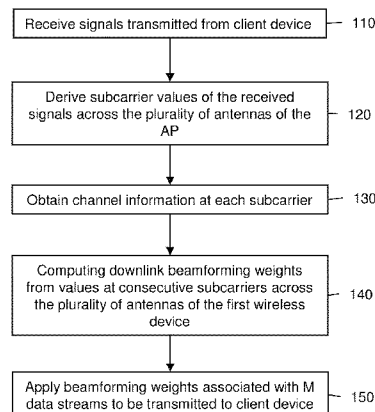 Receive signals transmitted from client device
110
Derive subcarrier values of the received
signals across the plurality of antennas of the
AP
120
Obtain channel information at each subcarrier
130
Computing downlink beamforming weights
from values at consecutive subcarriers across
the plurality of antennas of the first wireless
device
140
Apply beamforming weights associated with M
data streams to be transmitted to client device
150